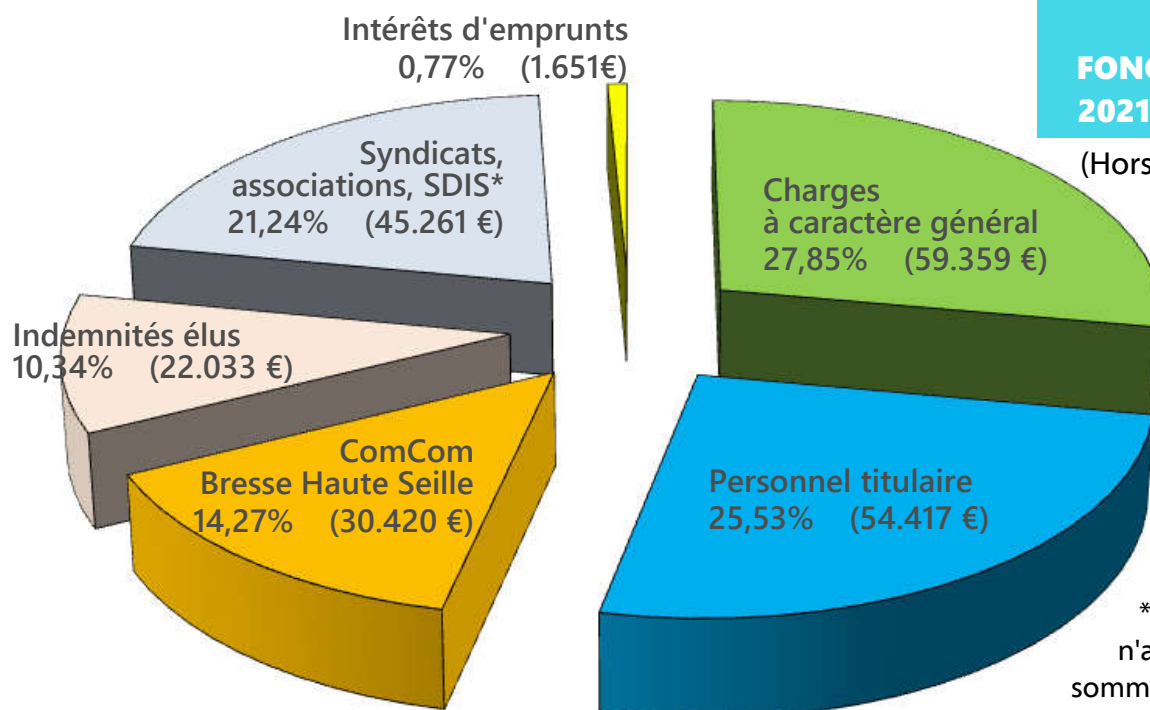 Intérêts d'emprunts
0,77% (1.651€)
2021
(Hors
Syndicats,
associations, SDIS*
21,24% (45.261 €)
Charges
à caractère général
27,85% (59.359 €)
Indemnités élus
10,34% (22.033 €)
ComCom
Bresse Haute Seille
14,27% (30.420 €)
Personnel titulaire
25,53% (54.417 €)
*